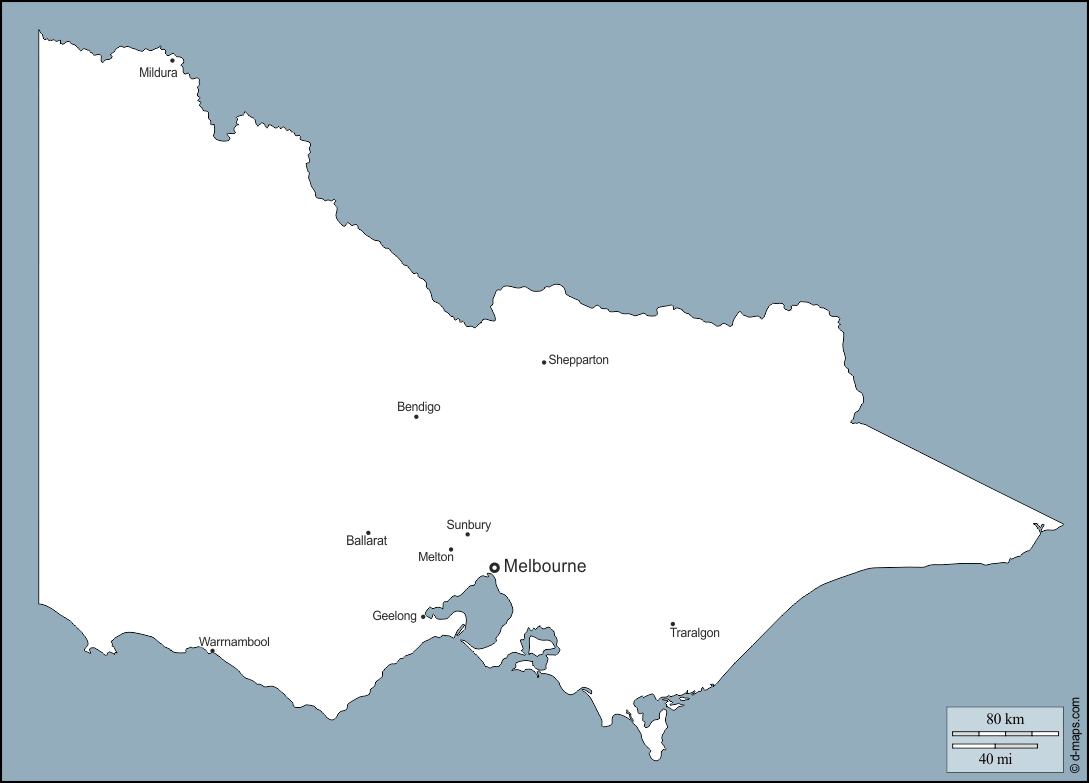 Mildura
Shepparton
Bendigo
Sunbury
Ballarat
Melton
Melbourne
Geelong
Traralgon
Warrnambool
80 km
40 mi
© d-maps.com